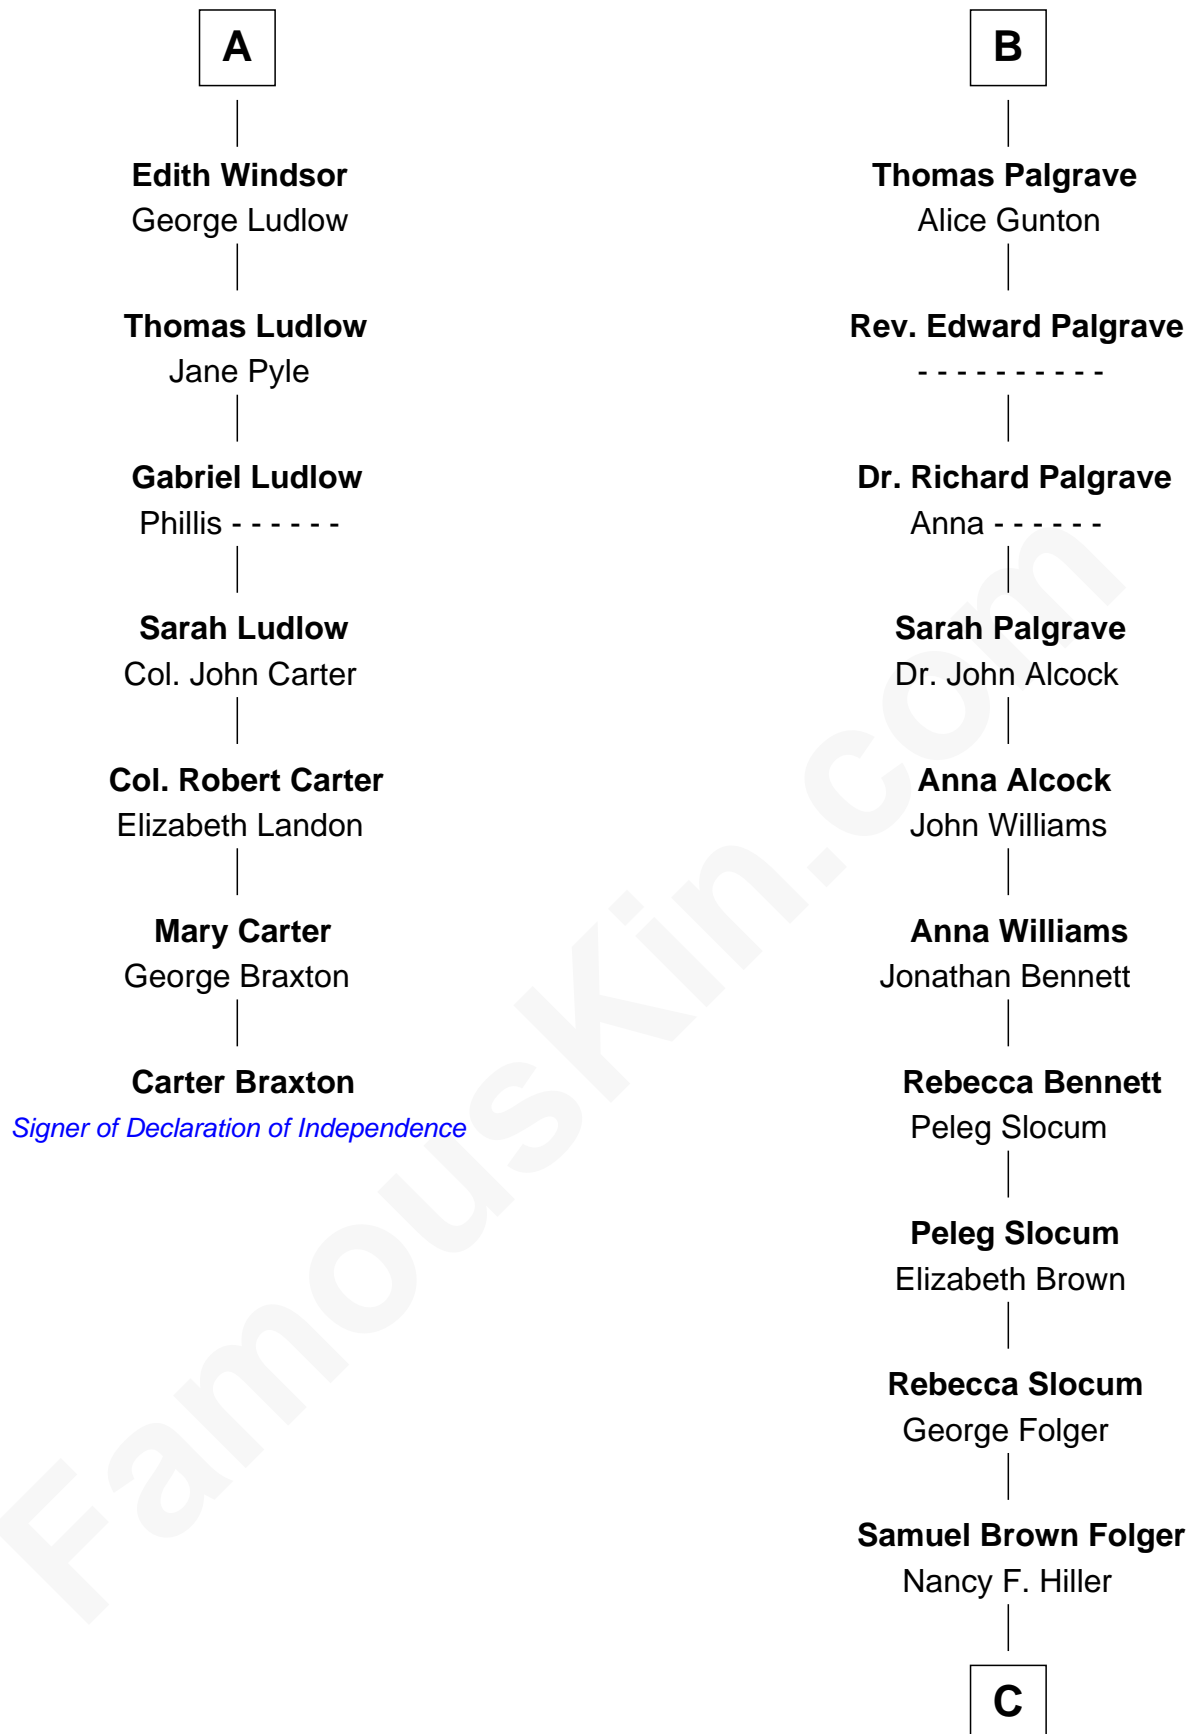 A
Edith Windsor
George Ludlow
Thomas Ludlow
Jane Pyle
Gabriel Ludlow
Phillis - - - - - -
Sarah Ludlow
Col. John Carter
Col. Robert Carter
Elizabeth Landon
Mary Carter
George Braxton
Carter Braxton
Signer of Declaration of Independence
B
Thomas Palgrave
Alice Gunton
Rev. Edward Palgrave
- - - - - - - - - -
Dr. Richard Palgrave
Anna - - - - - -
Sarah Palgrave
Dr. John Alcock
Anna Alcock
John Williams
Anna Williams
Jonathan Bennett
Rebecca Bennett
Peleg Slocum
Peleg Slocum
Elizabeth Brown
Rebecca Slocum
George Folger
Samuel Brown Folger
Nancy F. Hiller
C
FamousKin.com